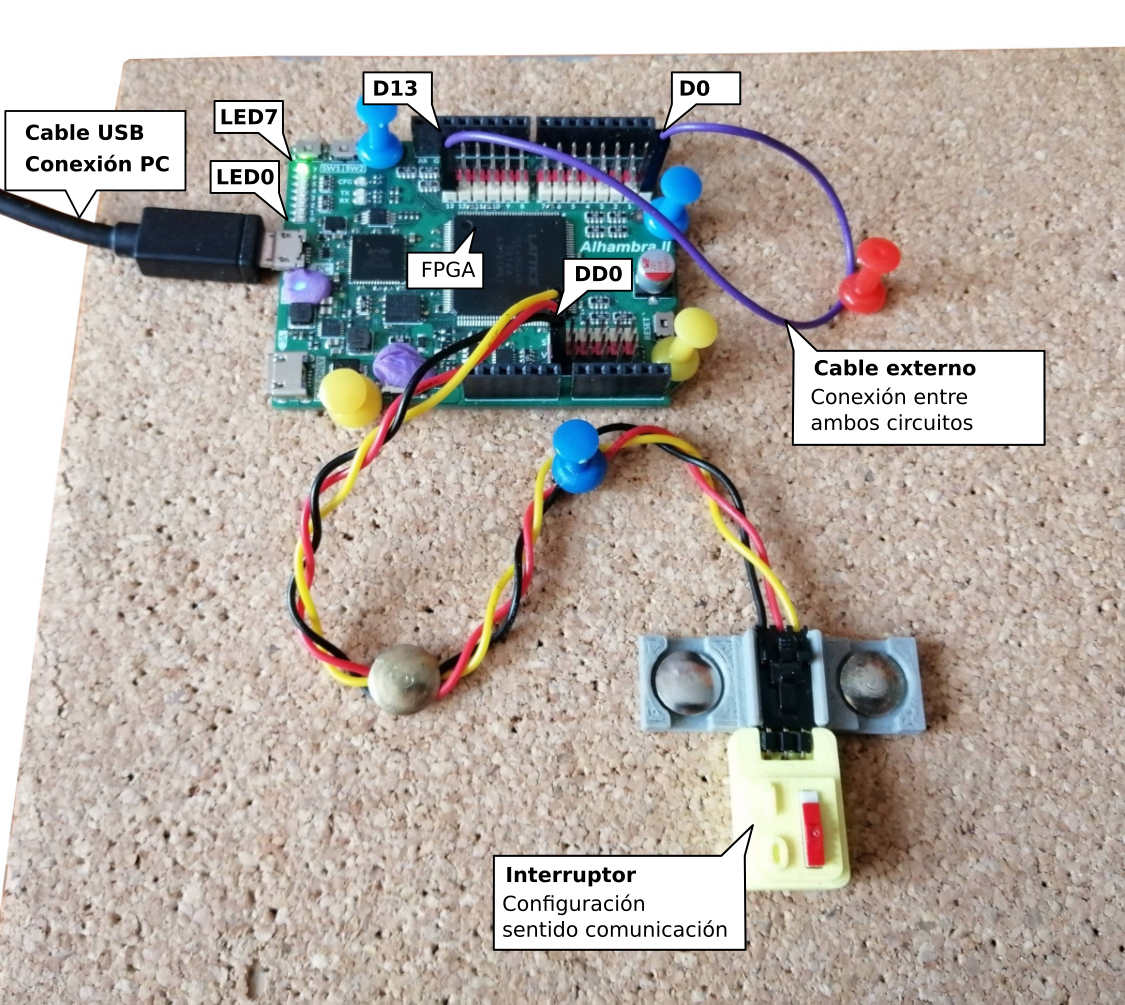 D13
D0
LED7
Cable USB
Conexión PC
LED0
Alhambra II
FPGA
DD0
RESET
Cable externo
Conexión entre
ambos circuitos
Interruptor
Configuración
sentido comunicación